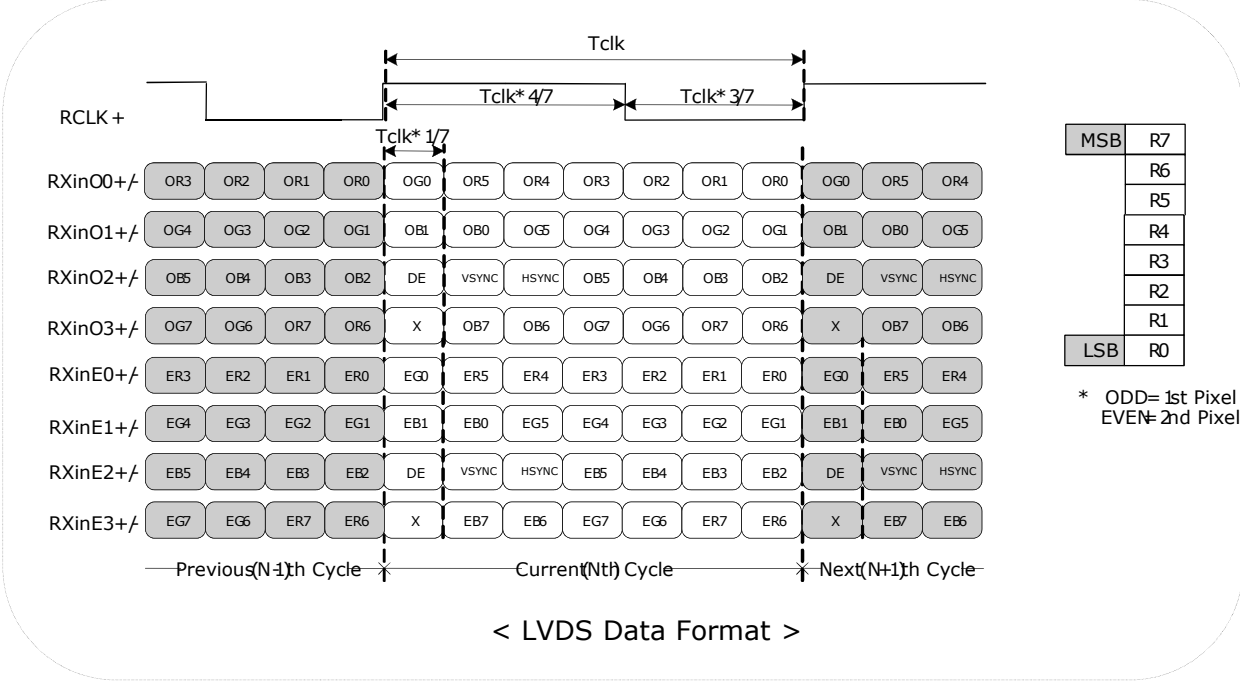 Tclk
Tclk* 4/7 Tclk* 3/7
RCLK +
Tclk* 1/7
MSB R7
R6
R5
R4
R3
R2
R1
LSB R0
RXinO0+/- OR3 OR2 OR1 OR0 OG0 OR5 OR4 OR3 OR2 OR1 OR0 OG0 OR5 OR4
RXinO1+/- OG4 OG3 OG2 OG1 OB1 OB0 OG5 OG4 OG3 OG2 OG1 OB1 OB0 OG5
RXinO2+/- OB5 OB4 OB3 OB2 DE VSYNC HSYNC OB5 OB4 OB3 OB2 DE VSYNC HSYNC
RXinO3+/- OG7 OG6 OR7 OR6 X OB7 OB6 OG7 OG6 OR7 OR6 X OB7 OB6
RXinE0+/- ER3 ER2 ER1 ER0 EG0 ER5 ER4 ER3 ER2 ER1 ER0 EG0 ER5 ER4
RXinE1+/- EG4 EG3 EG2 EG1 EB1 EB0 EG5 EG4 EG3 EG2 EG1 EB1 EB0 EG5
RXinE2+/- EB5 EB4 EB3 EB2 DE VSYNC HSYNC EB5 EB4 EB3 EB2 DE VSYNC HSYNC
RXinE3+/- EG7 EG6 ER7 ER6 X EB7 EB6 EG7 EG6 ER7 ER6 X EB7 EB6
* ODD= 1st Pixel
EVEN= 2nd Pixel
Previous(N-1)th Cycle Current(Nth) Cycle Next(N+1)th Cycle
< LVDS Data Format >